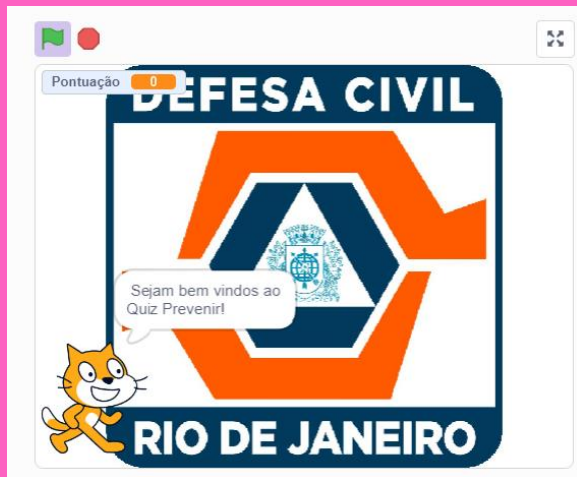 Pontuação 0
DEFESA CIVIL
Sejam bem vindos ao
Quiz Prevenir!
RIO DE JANEIRO